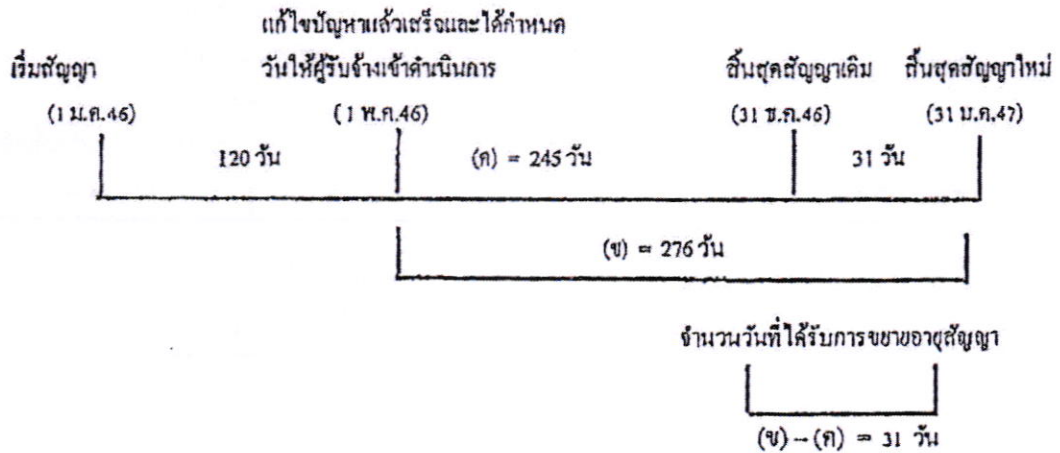 แก้ไขปัญหาแล้วเสร็จและได้กำหนด
เริ่มสัญญา วันให้ผู้รับจ้างเข้าดำเนินการ สิ้นสุดสัญญาเดิม สิ้นสุดสัญญาใหม่
(1 ม.ค.46) (1 พ.ค.46) (31 ธ.ค.46) (31 ม.ค.47)
120 วัน (ค) = 245 วัน 31 วัน
(ข) = 276 วัน
จำนวนวันที่ได้รับการขยายอายุสัญญา
(ข) – (ค) = 31 วัน